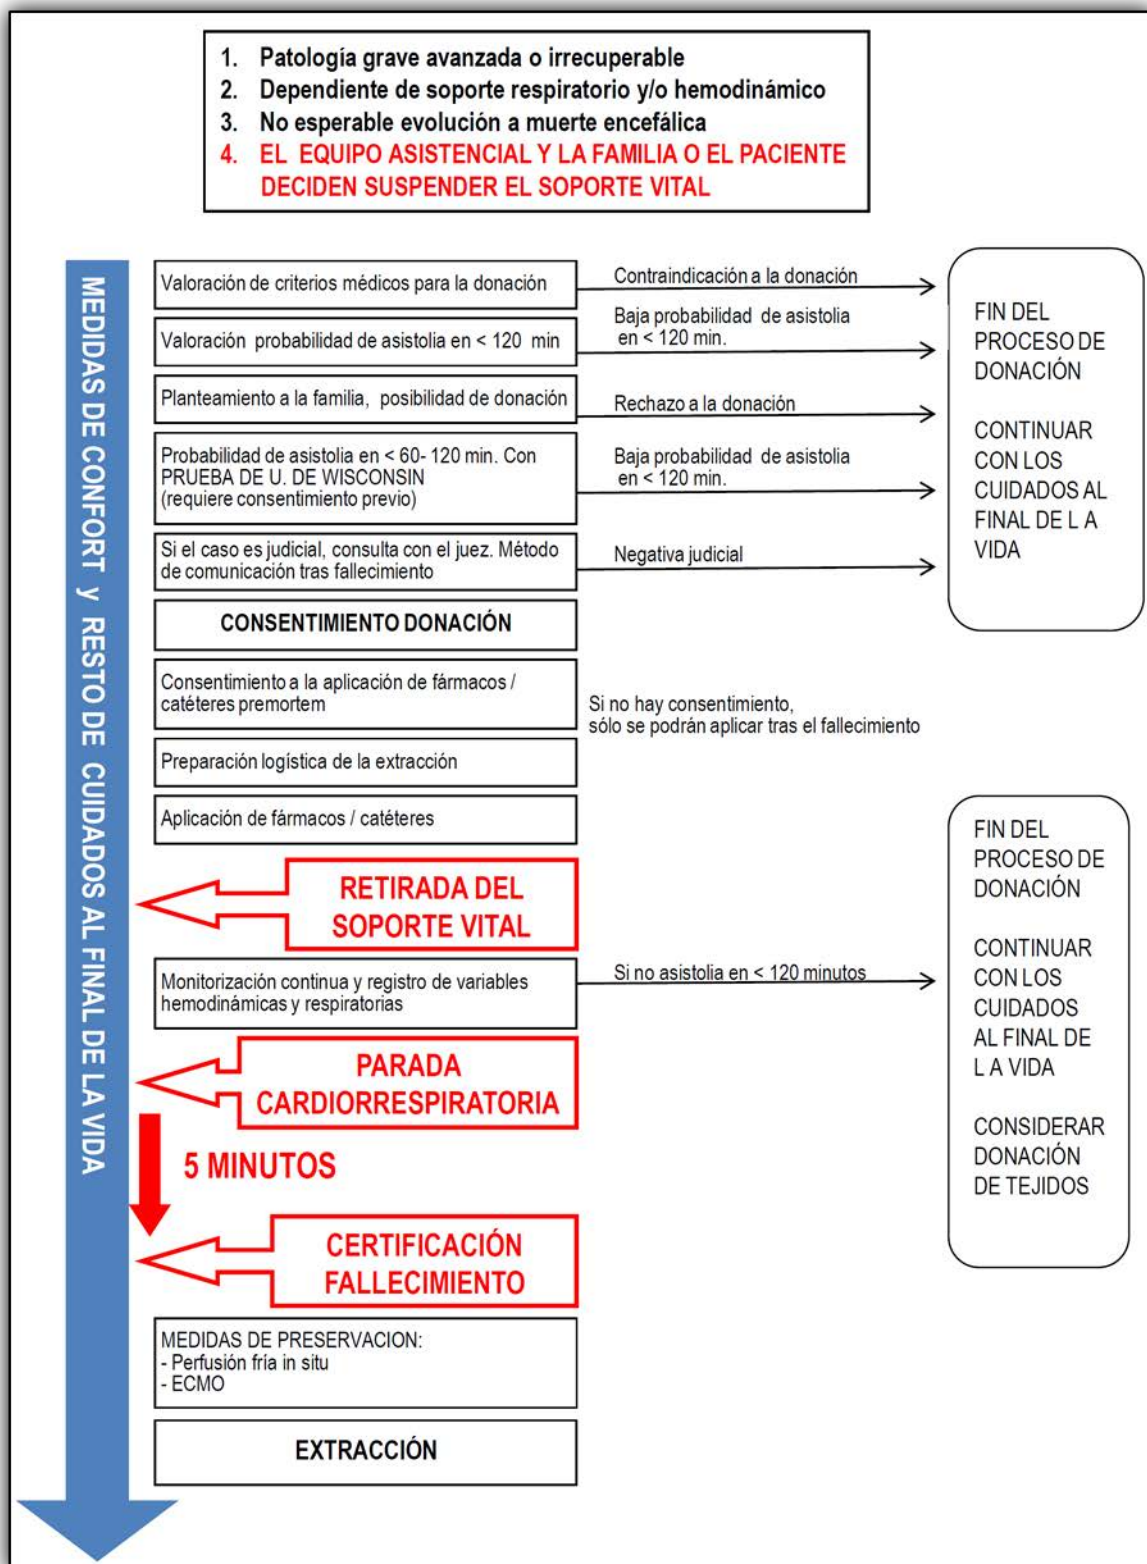 1. Patología grave avanzada o irrecuperable
2. Dependiente de soporte respiratorio y/o hemodinámico
3. No esperable evolución a muerte encefálica
4. EL EQUIPO ASISTENCIAL Y LA FAMILIA O EL PACIENTE
DECIDEN SUSPENDER EL SOPORTE VITAL
MEDIDAS DE CONFORT y RESTO DE CUIDADOS AL FINAL DE LA VIDA
Valoración de criterios médicos para la donación
Contraindicación a la donación
Valoración probabilidad de asistolia en < 120 min
Baja probabilidad de asistolia
en < 120 min.
Planteamiento a la familia, posibilidad de donación
Rechazo a la donación
Probabilidad de asistolia en < 60- 120 min. Con
PRUEBA DE U. DE WISCONSIN
(requiere consentimiento previo)
Baja probabilidad de asistolia
en < 120 min.
Si el caso es judicial, consulta con el juez. Método
de comunicación tras fallecimiento
Negativa judicial
FIN DEL
PROCESO DE
DONACIÓN
CONTINUAR
CON LOS
CUIDADOS AL
FINAL DE L A
VIDA
CONSENTIMIENTO DONACIÓN
Consentimiento a la aplicación de fármacos /
catéteres premortem
Si no hay consentimiento,
sólo se podrán aplicar tras el fallecimiento
Preparación logística de la extracción
Aplicación de fármacos / catéteres
RETIRADA DEL
SOPORTE VITAL
Monitorización continua y registro de variables
hemodinámicas y respiratorias
Si no asistolia en < 120 minutos
FIN DEL
PROCESO DE
DONACIÓN
CONTINUAR
CON LOS
CUIDADOS
AL FINAL DE
L A VIDA
CONSIDERAR
DONACIÓN
DE TEJIDOS
PARADA
CARDIORRESPIRATORIA
5 MINUTOS
CERTIFICACIÓN
FALLECIMIENTO
MEDIDAS DE PRESERVACION:
- Perfusión fría in situ
- ECMO
EXTRACCIÓN